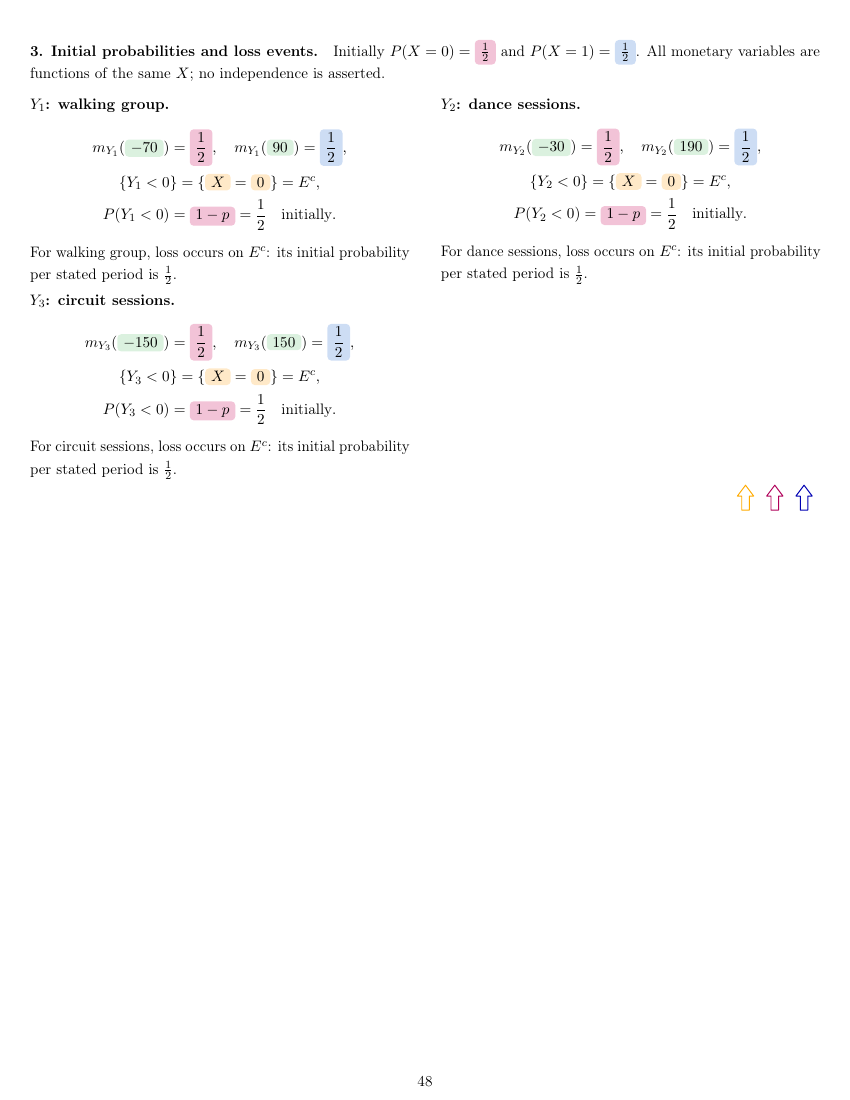 3. Initial probabilities and loss events. Initially P(X = 0) = 1/2 and P(X = 1) = 1/2. All monetary variables are
functions of the same X; no independence is asserted.
Y₁: walking group.
m_{Y₁}(−70) = 1/2, m_{Y₁}(90) = 1/2,
{Y₁ < 0} = {X = 0} = Eᶜ,
P(Y₁ < 0) = 1 − p = 1/2 initially.
For walking group, loss occurs on Eᶜ: its initial probability
per stated period is 1/2.
Y₃: circuit sessions.
m_{Y₃}(−150) = 1/2, m_{Y₃}(150) = 1/2,
{Y₃ < 0} = {X = 0} = Eᶜ,
P(Y₃ < 0) = 1 − p = 1/2 initially.
For circuit sessions, loss occurs on Eᶜ: its initial probability
per stated period is 1/2.
Y₂: dance sessions.
m_{Y₂}(−30) = 1/2, m_{Y₂}(190) = 1/2,
{Y₂ < 0} = {X = 0} = Eᶜ,
P(Y₂ < 0) = 1 − p = 1/2 initially.
For dance sessions, loss occurs on Eᶜ: its initial probability
per stated period is 1/2.
48